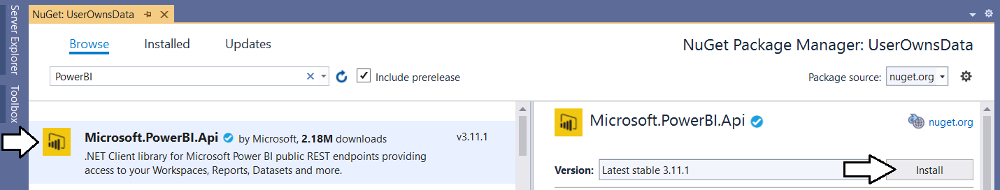 NuGet: UserOwnsData
Server Explorer
Toolbox
Browse
Installed
Updates
NuGet Package Manager: UserOwnsData
PowerBI
Include prerelease
Package source: nuget.org
Microsoft.PowerBI.Api by Microsoft, 2.18M downloads
v3.11.1
.NET Client library for Microsoft Power BI public REST endpoints providing
access to your Workspaces, Reports, Datasets and more.
Microsoft.PowerBI.Api
nuget.org
Version: Latest stable 3.11.1
Install